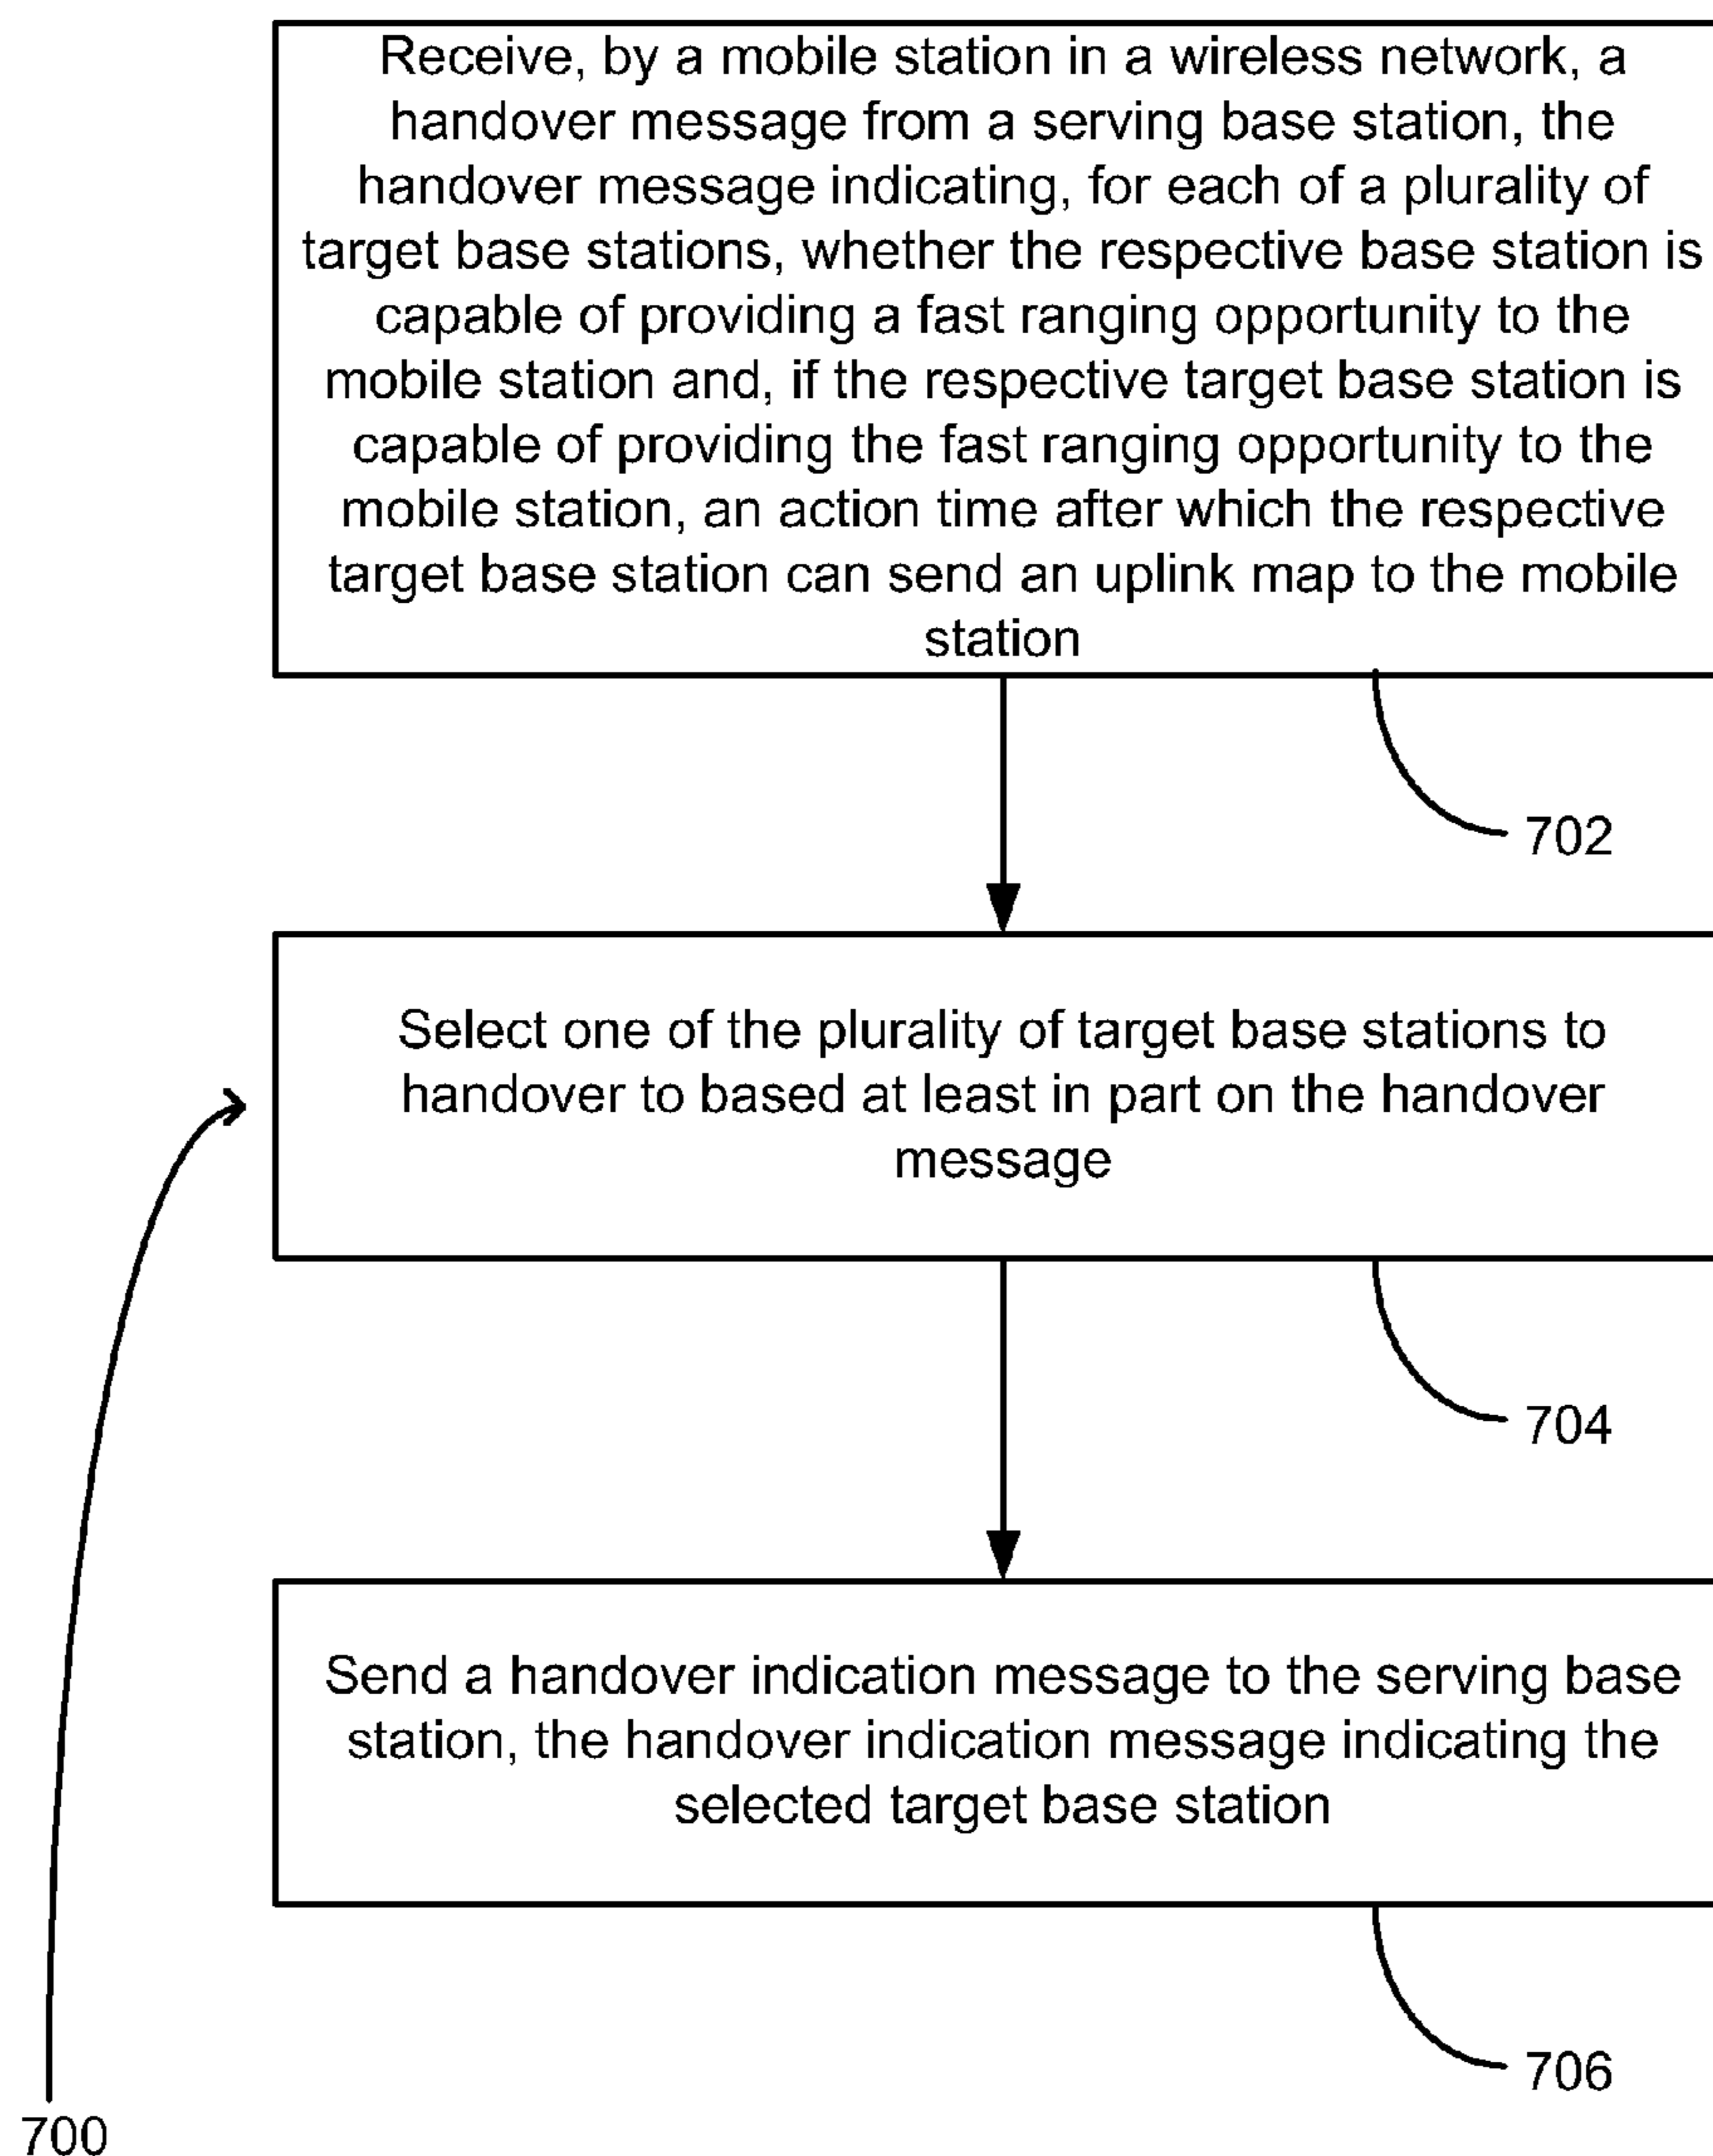 Receive, by a mobile station in a wireless network, a
handover message from a serving base station, the
handover message indicating, for each of a plurality of
target base stations, whether the respective base station is
capable of providing a fast ranging opportunity to the
mobile station and, if the respective target base station is
capable of providing the fast ranging opportunity to the
mobile station, an action time after which the respective
target base station can send an uplink map to the mobile
station
702
Select one of the plurality of target base stations to
handover to based at least in part on the handover
message
704
Send a handover indication message to the serving base
station, the handover indication message indicating the
selected target base station
706
700